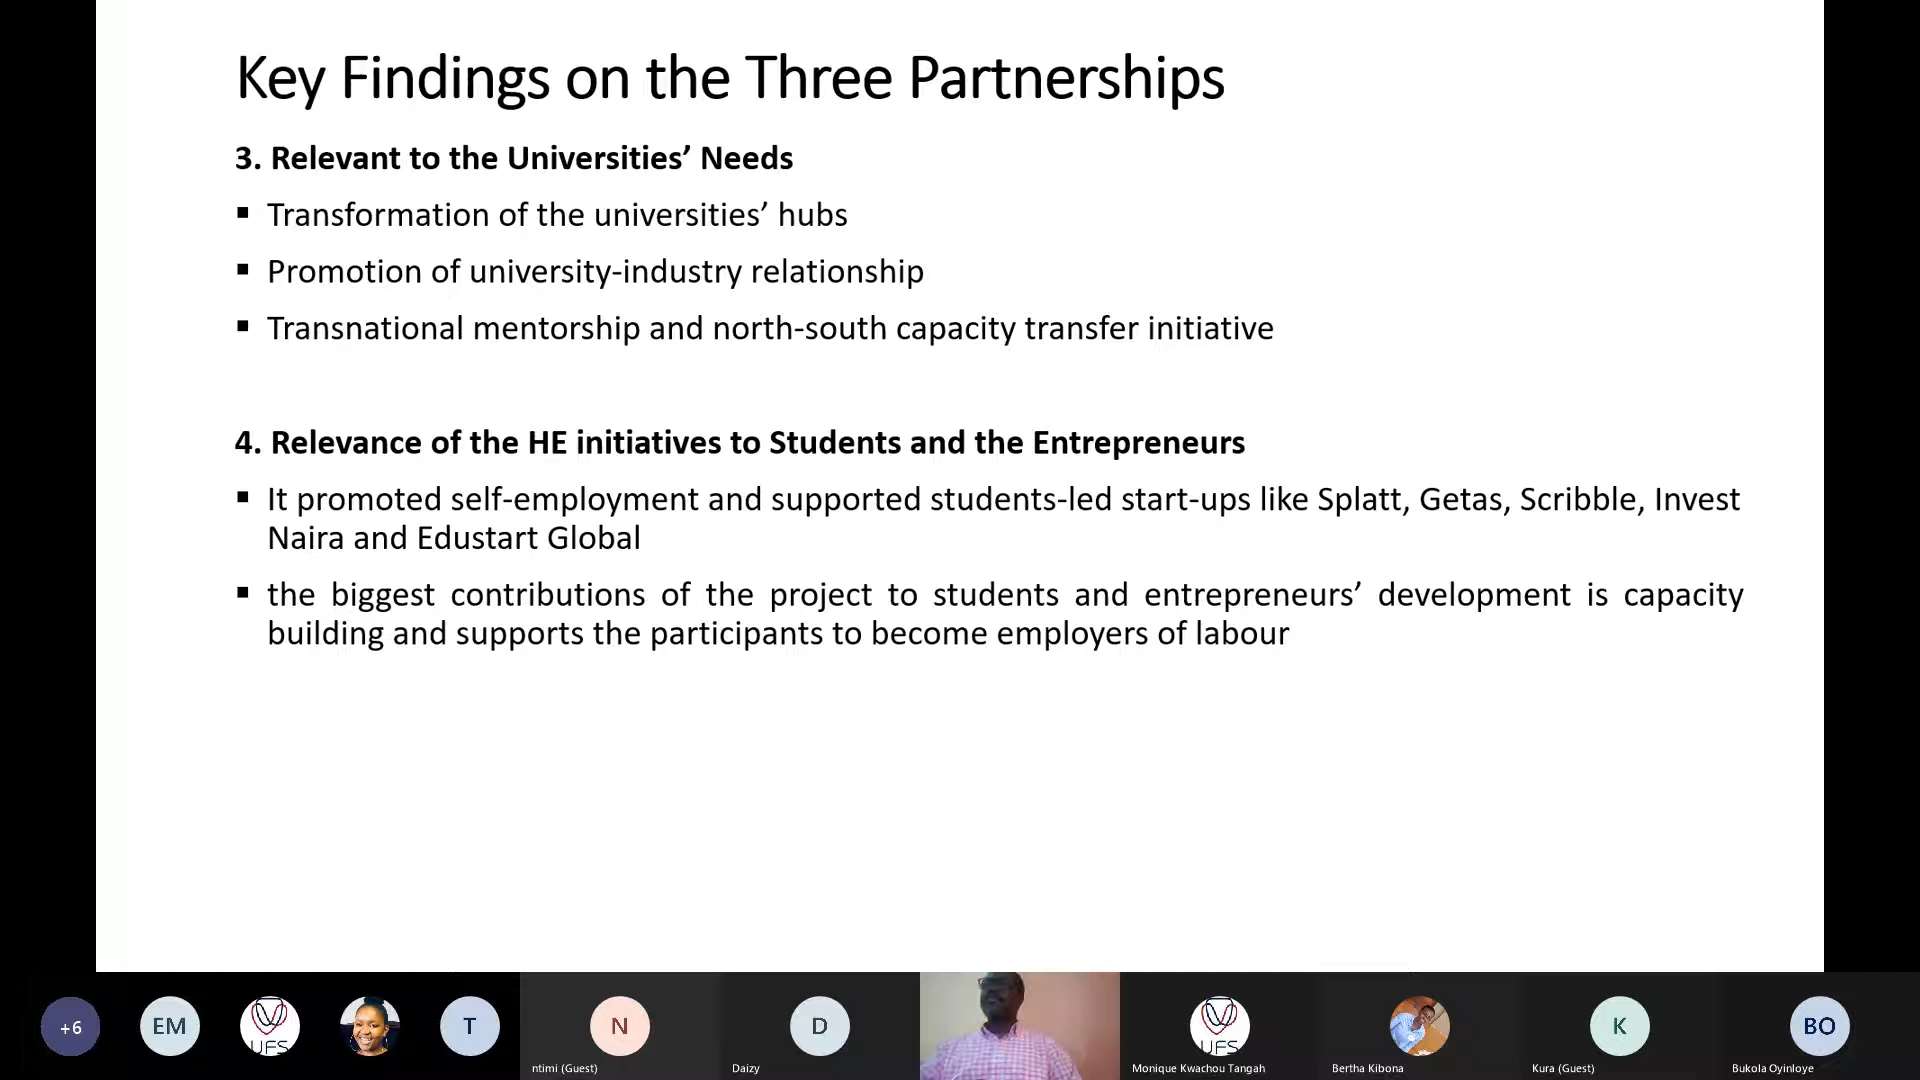 Key Findings on the Three Partnerships
3. Relevant to the Universities’ Needs
▪ Transformation of the universities’ hubs
▪ Promotion of university-industry relationship
▪ Transnational mentorship and north-south capacity transfer initiative
4. Relevance of the HE initiatives to Students and the Entrepreneurs
▪ It promoted self-employment and supported students-led start-ups like Splatt, Getas, Scribble, Invest
Naira and Edustart Global
▪ the biggest contributions of the project to students and entrepreneurs’ development is capacity
building and supports the participants to become employers of labour
+6
EM
UFS
T
N
ntimi (Guest)
D
Daizy
UFS
Monique Kwachou Tangah
Bertha Kibona
K
Kura (Guest)
BO
Bukola Oyinloye